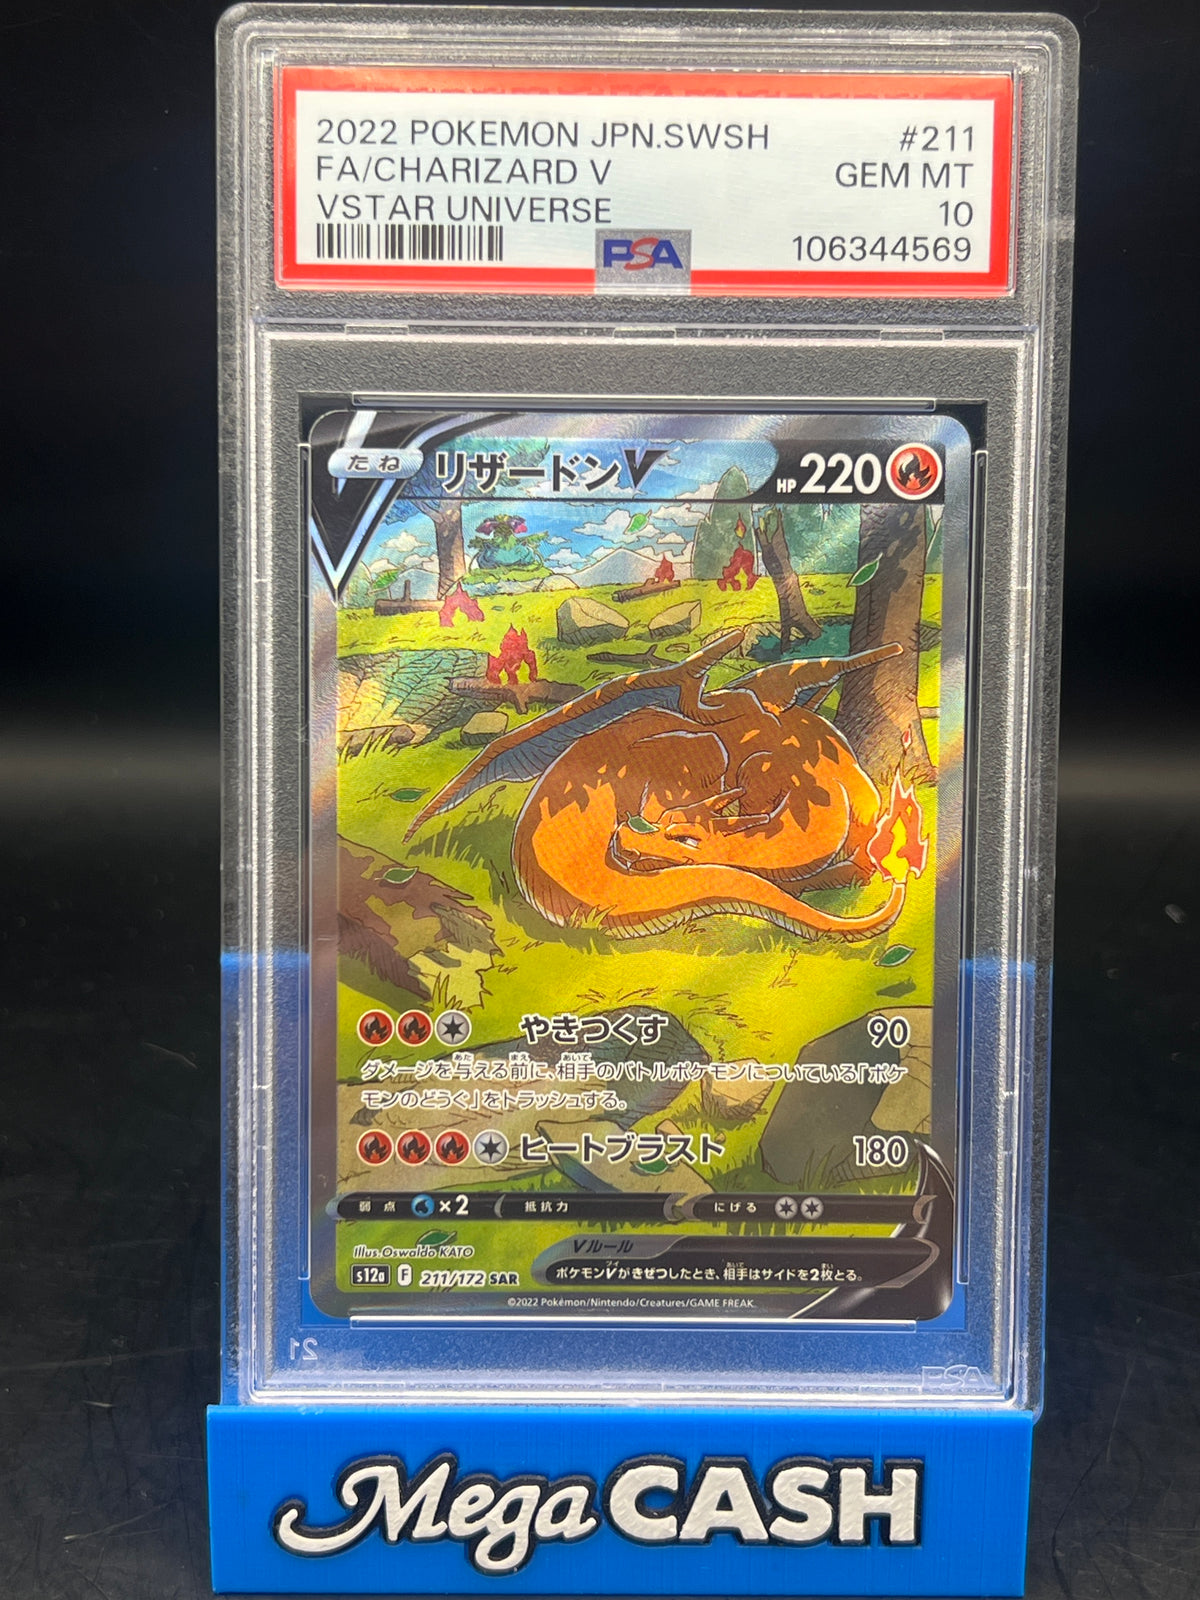 2022 POKEMON JPN.SWSH #211
FA/CHARIZARD V GEM MT
VSTAR UNIVERSE 10
PSA 106344569
たね リザードンV HP 220
やきつくす 90
ダメージを与える前に、相手のバトルポケモンについている「ポケ
モンのどうぐ」をトラッシュする。
ヒートブラスト 180
弱点 ×2 抵抗力 にげる
Illus. Oswaldo KATO
Vルール
ポケモンVがきぜつしたとき、相手はサイドを2枚とる。
s12a F 211/172 SAR
©2022 Pokémon/Nintendo/Creatures/GAME FREAK
21
PSA
MegaCASH